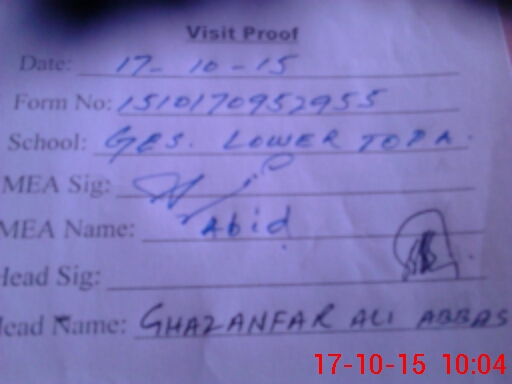 Visit Proof
Date: 17-10-15
Form No: 1510170952955
School: GES. LOWER TOPA.
MEA Sig:
MEA Name: Abid
Head Sig:
Head Name: GHAZANFAR ALI ABBAS
17-10-15 10:04